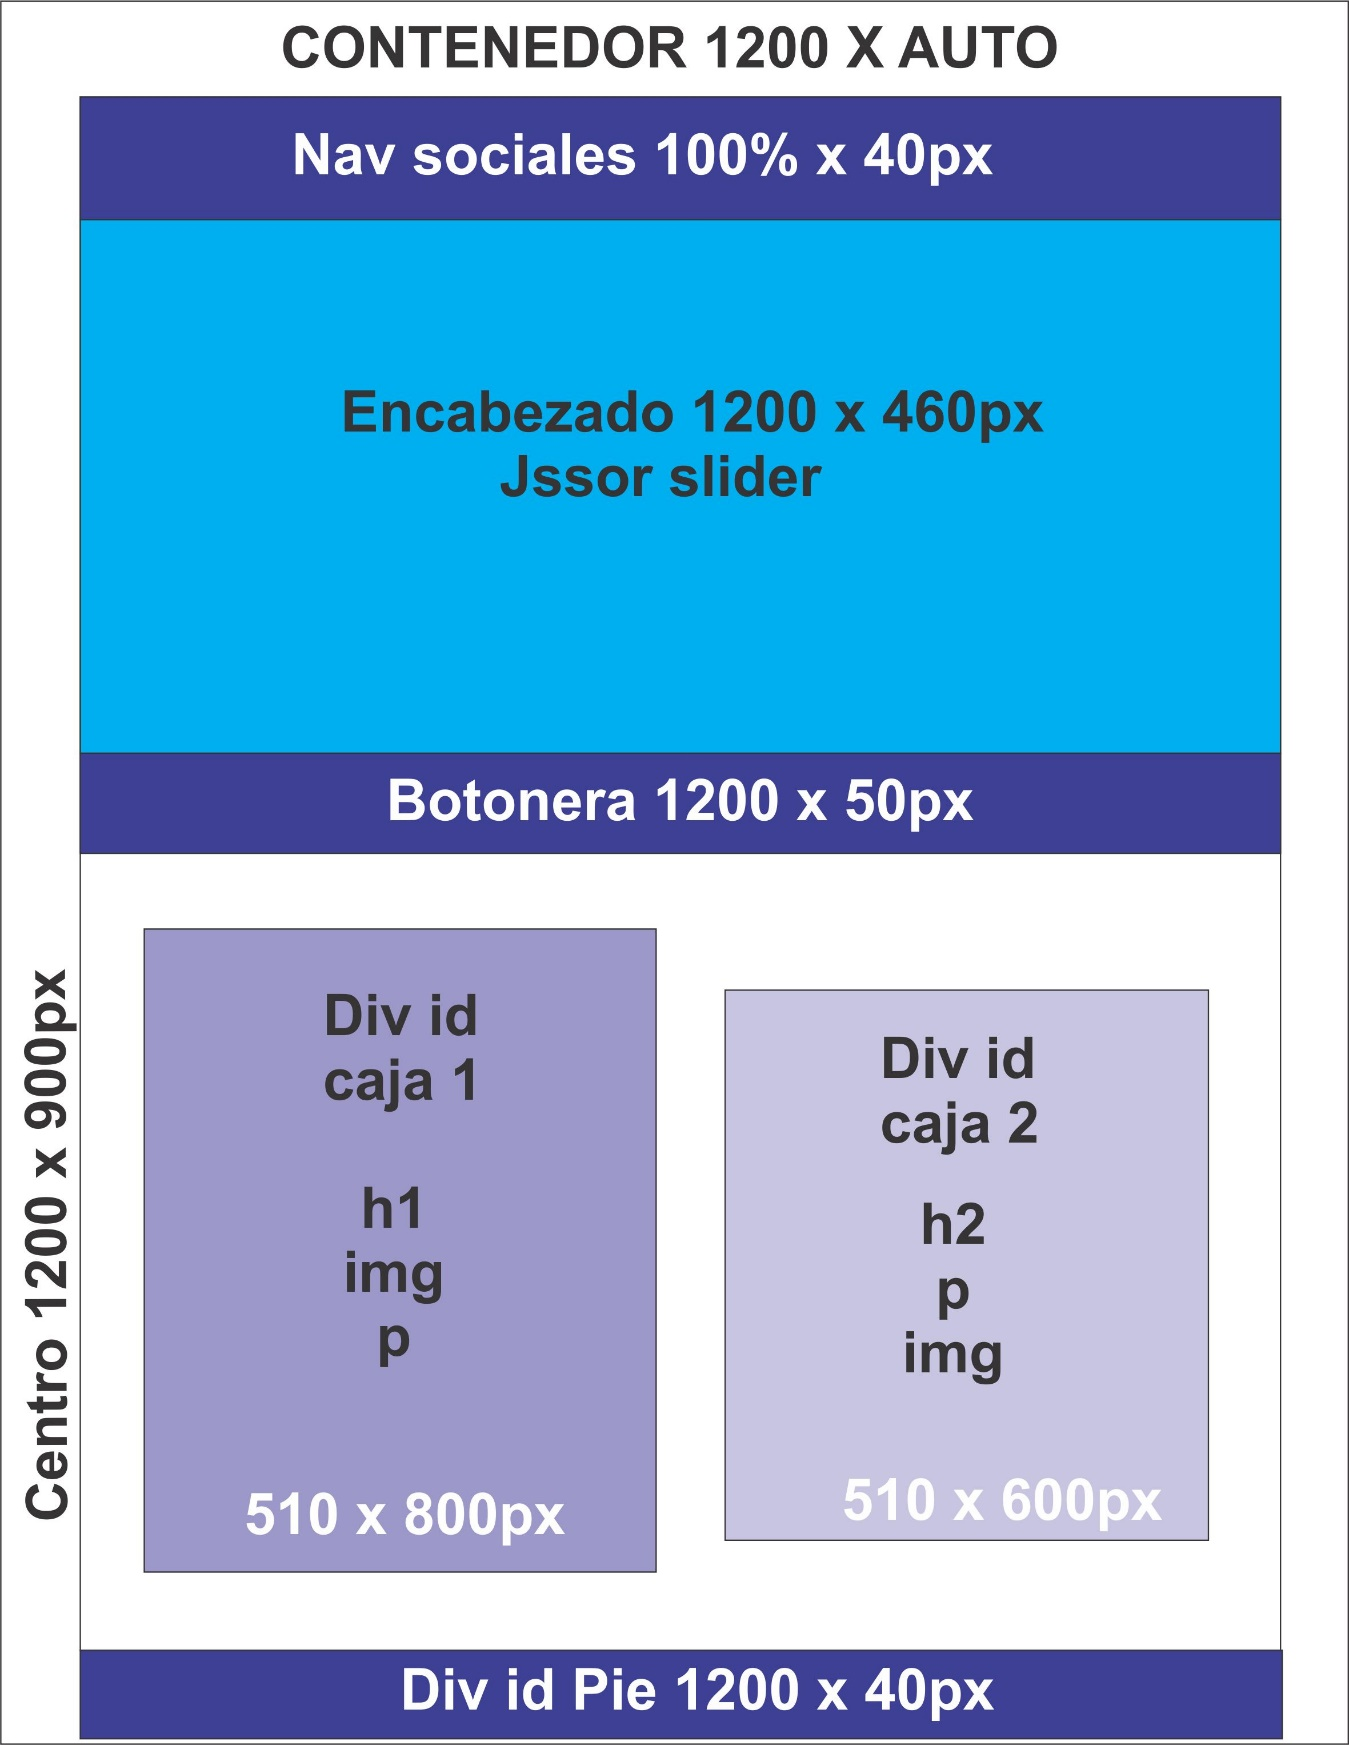 CONTENEDOR 1200 X AUTO
Nav sociales 100% x 40px
Encabezado 1200 x 460px
Jssor slider
Botonera 1200 x 50px
Centro 1200 x 900px
Div id
caja 1
h1
img
p
510 x 800px
Div id
caja 2
h2
p
img
510 x 600px
Div id Pie 1200 x 40px